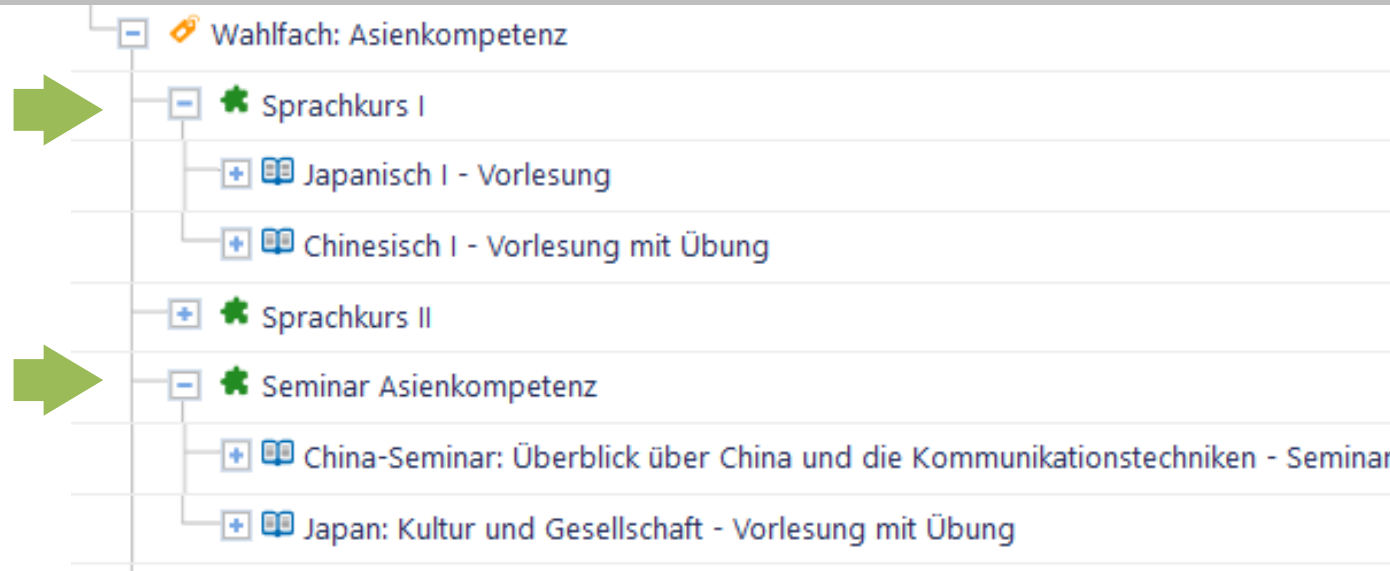 Wahlfach: Asienkompetenz
Sprachkurs I
Japanisch I - Vorlesung
Chinesisch I - Vorlesung mit Übung
Sprachkurs II
Seminar Asienkompetenz
China-Seminar: Überblick über China und die Kommunikationstechniken - Seminar
Japan: Kultur und Gesellschaft - Vorlesung mit Übung